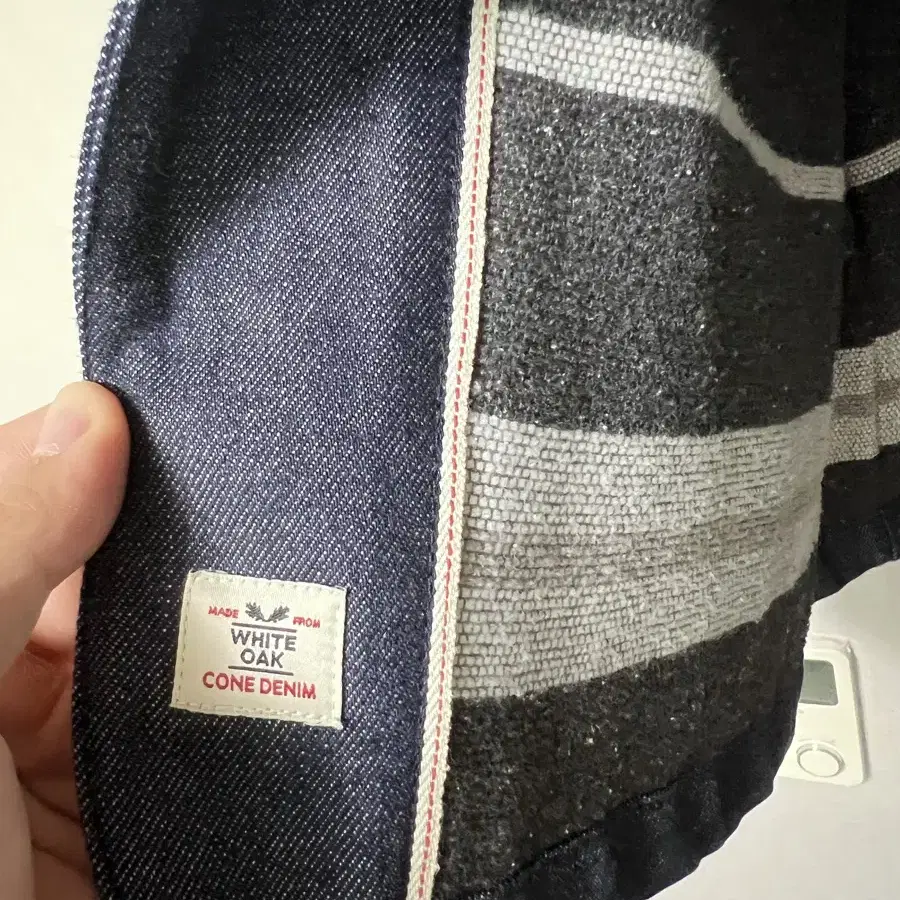 MADE FROM
WHITE
OAK
CONE DENIM